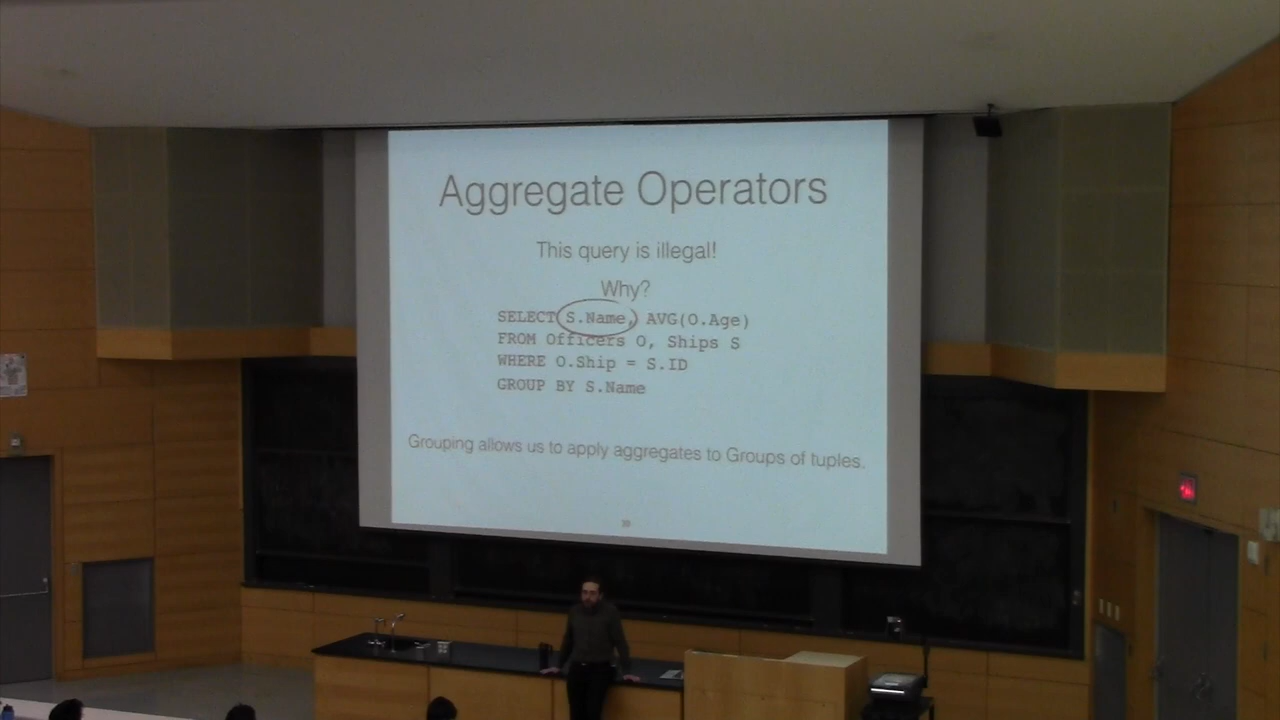 Aggregate Operators
This query is illegal!
Why?
SELECT S.Name, AVG(O.Age)
FROM Officers O, Ships S
WHERE O.Ship = S.ID
GROUP BY S.Name
Grouping allows us to apply aggregates to Groups of tuples.